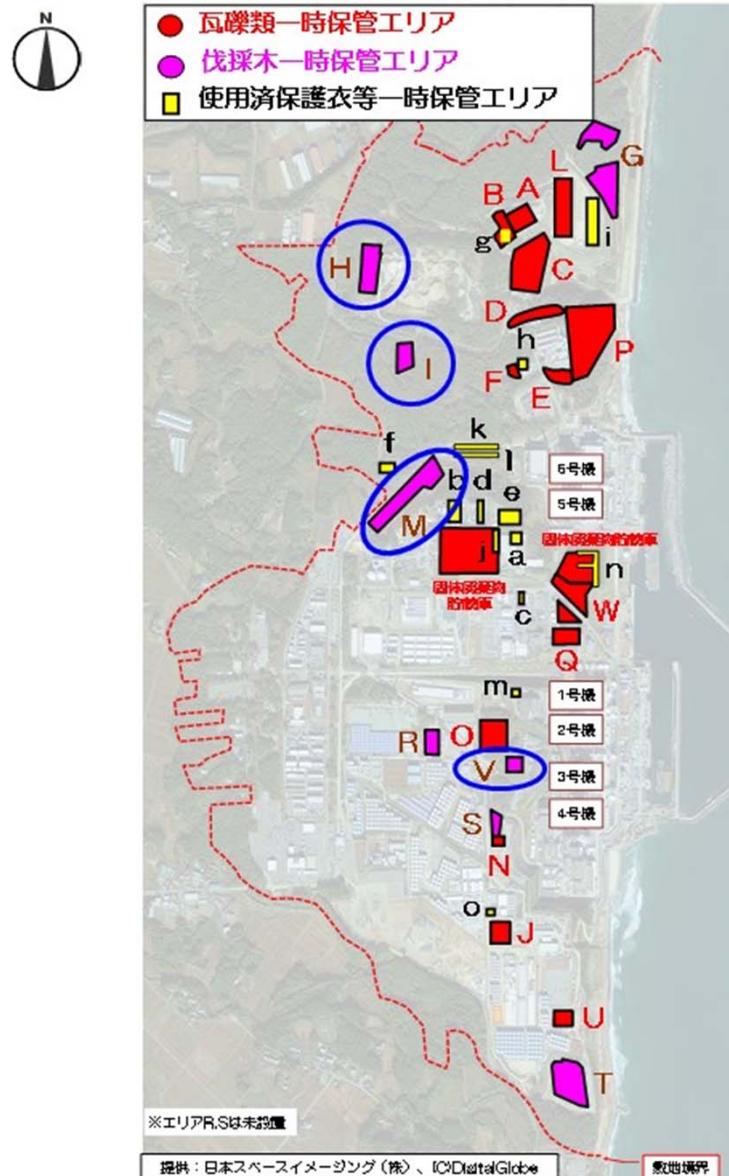 N
瓦礫類一時保管エリア
伐採木一時保管エリア
使用済保護衣等一時保管エリア
G
L
A
B
g
i
C
H
D
h
P
I
F
E
k
f
l
b
d
e
6号機
5号機
M
j
a
固体廃棄物貯蔵庫
n
固体廃棄物
貯蔵庫
c
W
Q
m
1号機
R
O
2号機
V
3号機
S
4号機
N
o
J
U
T
※エリアR,Sは未設置
提供：日本スペースイメージング（株）、(C)DigitalGlobe
敷地境界